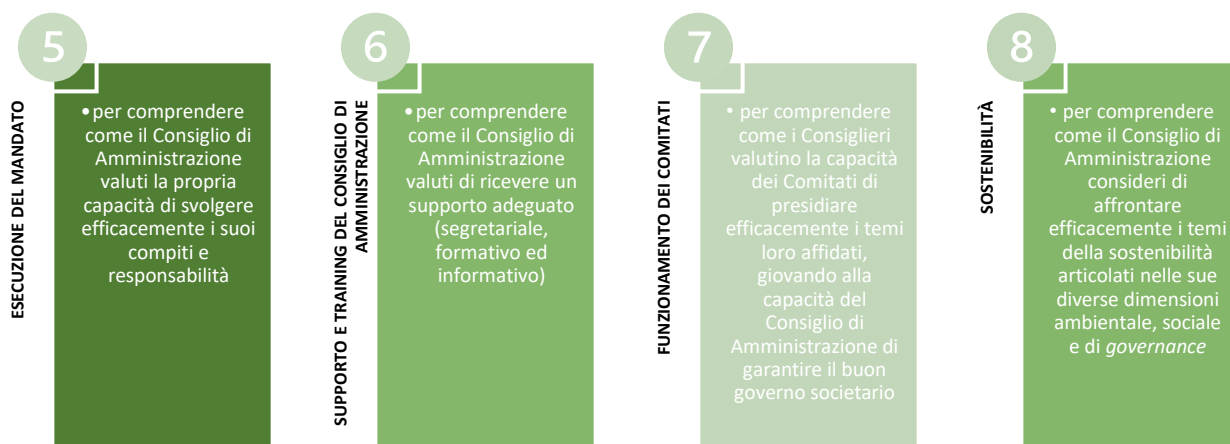 5
ESECUZIONE DEL MANDATO
• per comprendere
come il Consiglio di
Amministrazione
valuti la propria
capacità di svolgere
efficacemente i suoi
compiti e
responsabilità
6
SUPPORTO E TRAINING DEL CONSIGLIO DI
AMMINISTRAZIONE
• per comprendere
come il Consiglio di
Amministrazione
valuti di ricevere un
supporto adeguato
(segretariale,
formativo ed
informativo)
7
FUNZIONAMENTO DEI COMITATI
• per comprendere
come i Consiglieri
valutino la capacità
dei Comitati di
presidiare
efficacemente i temi
loro affidati,
giovando alla
capacità del
Consiglio di
Amministrazione di
garantire il buon
governo societario
8
SOSTENIBILITÀ
• per comprendere
come il Consiglio di
Amministrazione
consideri di
affrontare
efficacemente i temi
della sostenibilità
articolati nelle sue
diverse dimensioni
ambientale, sociale
e di governance